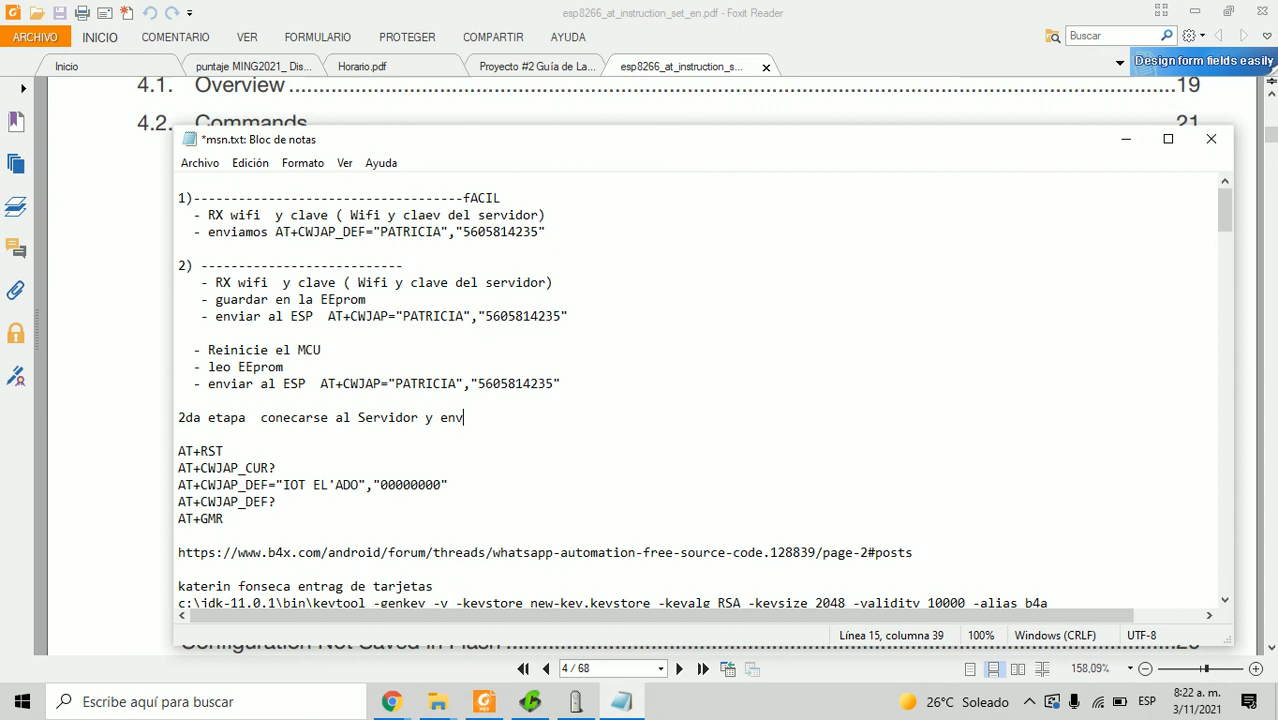 esp8266_at_instruction_set_en.pdf - Foxit Reader
ARCHIVO INICIO COMENTARIO VER FORMULARIO PROTEGER COMPARTIR AYUDA Buscar
Inicio puntaje MING2021_ Dis... Horario.pdf Proyecto #2 Guía de La... esp8266_at_instruction_s... Design form fields easily
4.1. Overview 19
4.2. Commands 21
*msn.txt: Bloc de notas
Archivo Edición Formato Ver Ayuda
1)------------------------------------fACIL
- RX wifi  y clave ( Wifi y claev del servidor)
- enviamos AT+CWJAP_DEF="PATRICIA","5605814235"
2) ---------------------------
- RX wifi  y clave ( Wifi y clave del servidor)
- guardar en la EEprom
- enviar al ESP  AT+CWJAP="PATRICIA","5605814235"
- Reinicie el MCU
- leo EEprom
- enviar al ESP  AT+CWJAP="PATRICIA","5605814235"
2da etapa  conecarse al Servidor y env
AT+RST
AT+CWJAP_CUR?
AT+CWJAP_DEF="IOT EL'ADO","00000000"
AT+CWJAP_DEF?
AT+GMR
https://www.b4x.com/android/forum/threads/whatsapp-automation-free-source-code.128839/page-2#posts
katerin fonseca entrag de tarjetas
c:\jdk-11.0.1\bin\keytool -genkey -v -keystore new-key.keystore -keyalg RSA -keysize 2048 -validity 10000 -alias b4a
Línea 15, columna 39 100% Windows (CRLF) UTF-8
Configuration Not Saved in Flash
4 / 68 158,09%
Escribe aquí para buscar 26°C Soleado ESP 8:22 a. m.
3/11/2021